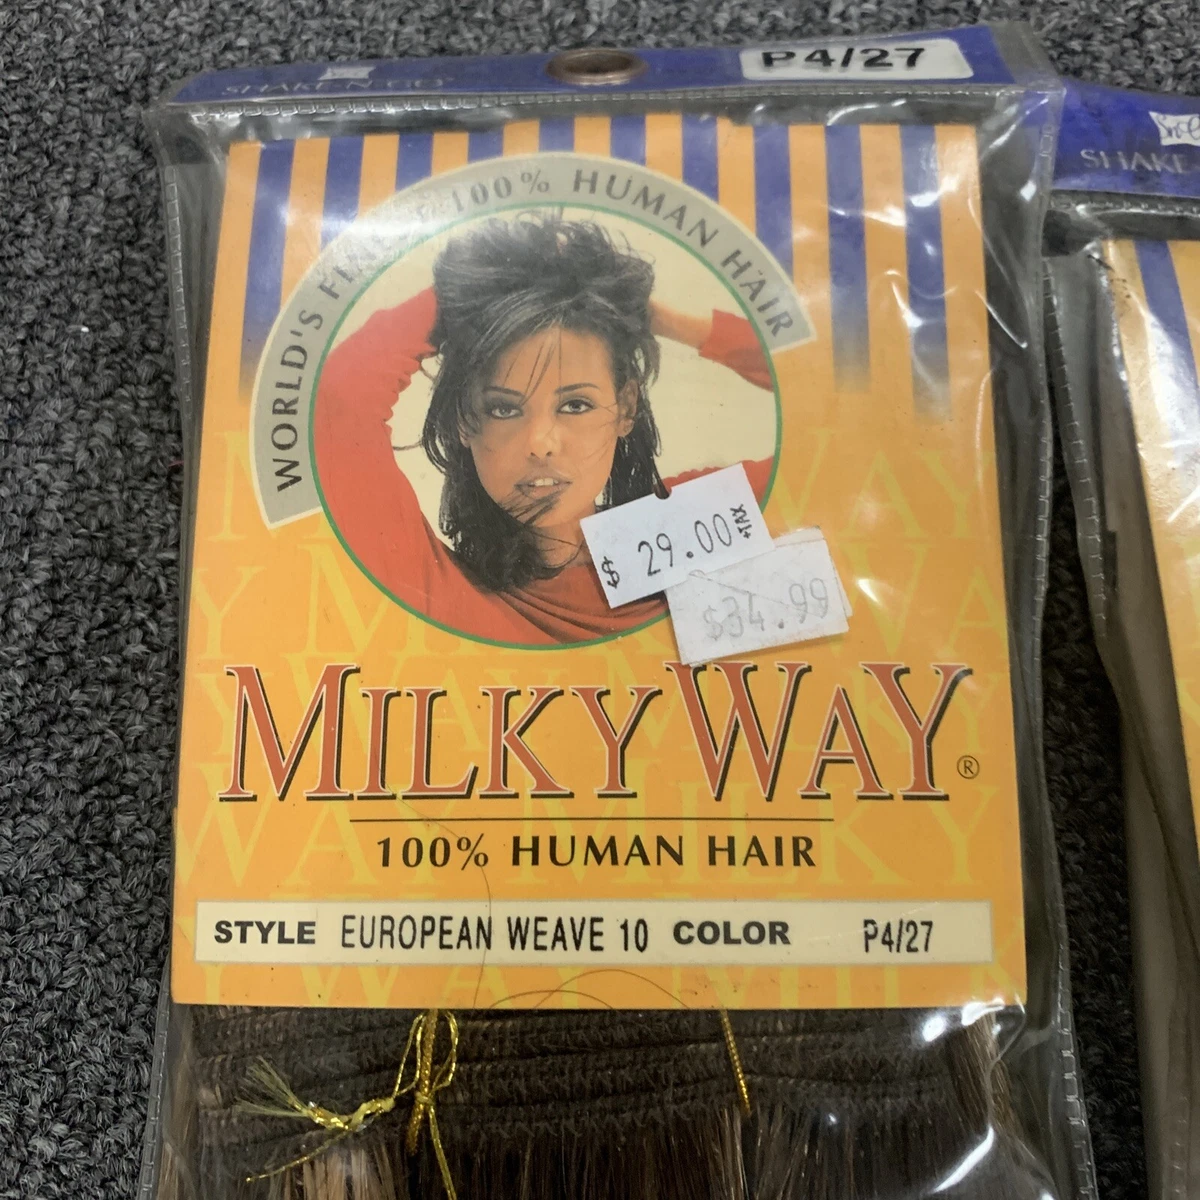 SHAKE-N-GO
P4/27
SHAKE
WORLD'S FINEST 100% HUMAN HAIR
$ 29.00 +TAX
$34.99
MILKY WAY®
100% HUMAN HAIR
STYLE EUROPEAN WEAVE 10 COLOR P4/27